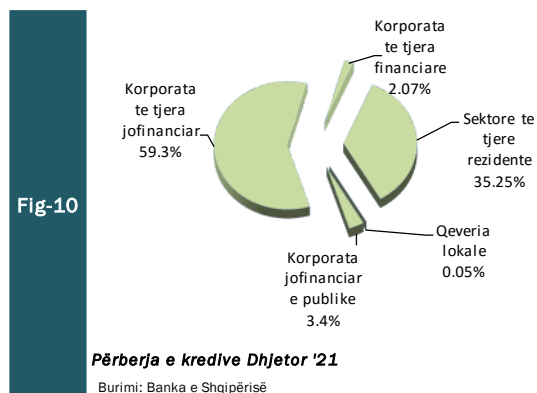 Fig-10
Korporata
te tjera
financiare
2.07%
Korporata
te tjera
jofinanciar
59.3%
Sektore te
tjere
rezidente
35.25%
Qeveria
lokale
0.05%
Korporata
jofinanciar
e publike
3.4%
Përberja e kredive Dhjetor '21
Burimi: Banka e Shqipërisë